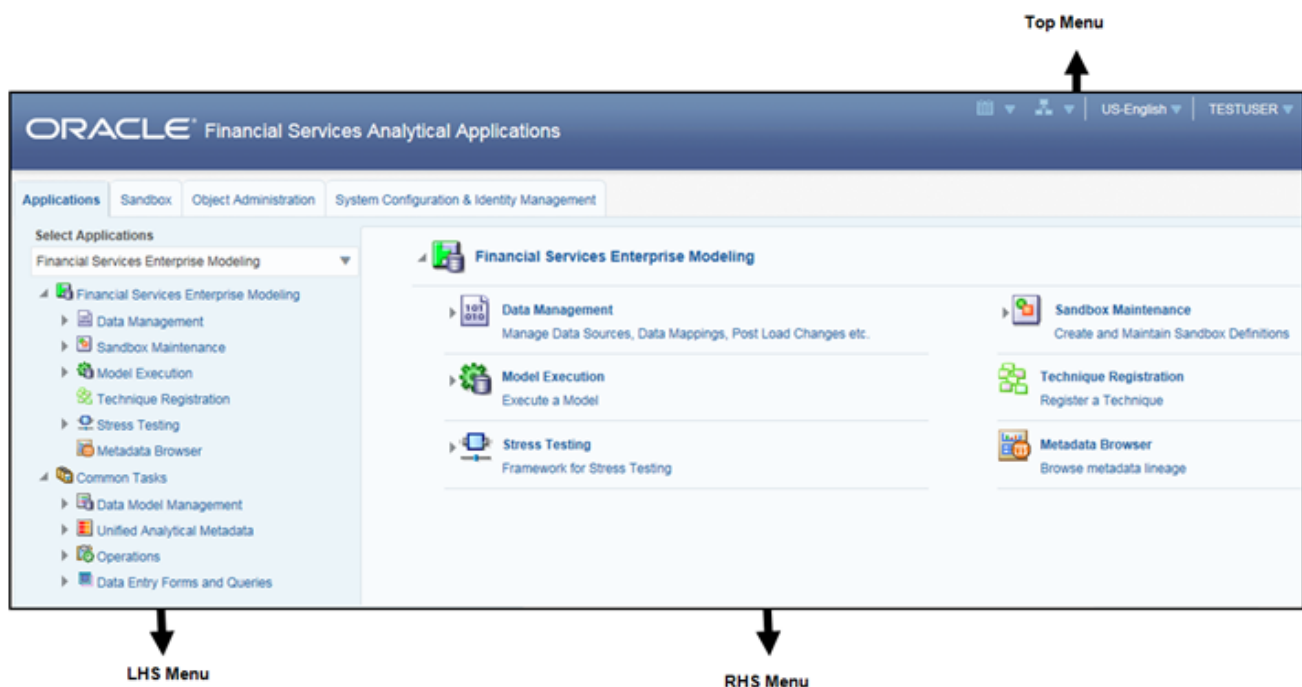 Top Menu
ORACLE Financial Services Analytical Applications
US-English
TESTUSER
Applications
Sandbox
Object Administration
System Configuration & Identity Management
Select Applications
Financial Services Enterprise Modeling
Financial Services Enterprise Modeling
Data Management
Sandbox Maintenance
Model Execution
Technique Registration
Stress Testing
Metadata Browser
Common Tasks
Data Model Management
Unified Analytical Metadata
Operations
Data Entry Forms and Queries
Financial Services Enterprise Modeling
101
010
Data Management
Manage Data Sources, Data Mappings, Post Load Changes etc.
Sandbox Maintenance
Create and Maintain Sandbox Definitions
Model Execution
Execute a Model
Technique Registration
Register a Technique
Stress Testing
Framework for Stress Testing
Metadata Browser
Browse metadata lineage
LHS Menu
RHS Menu